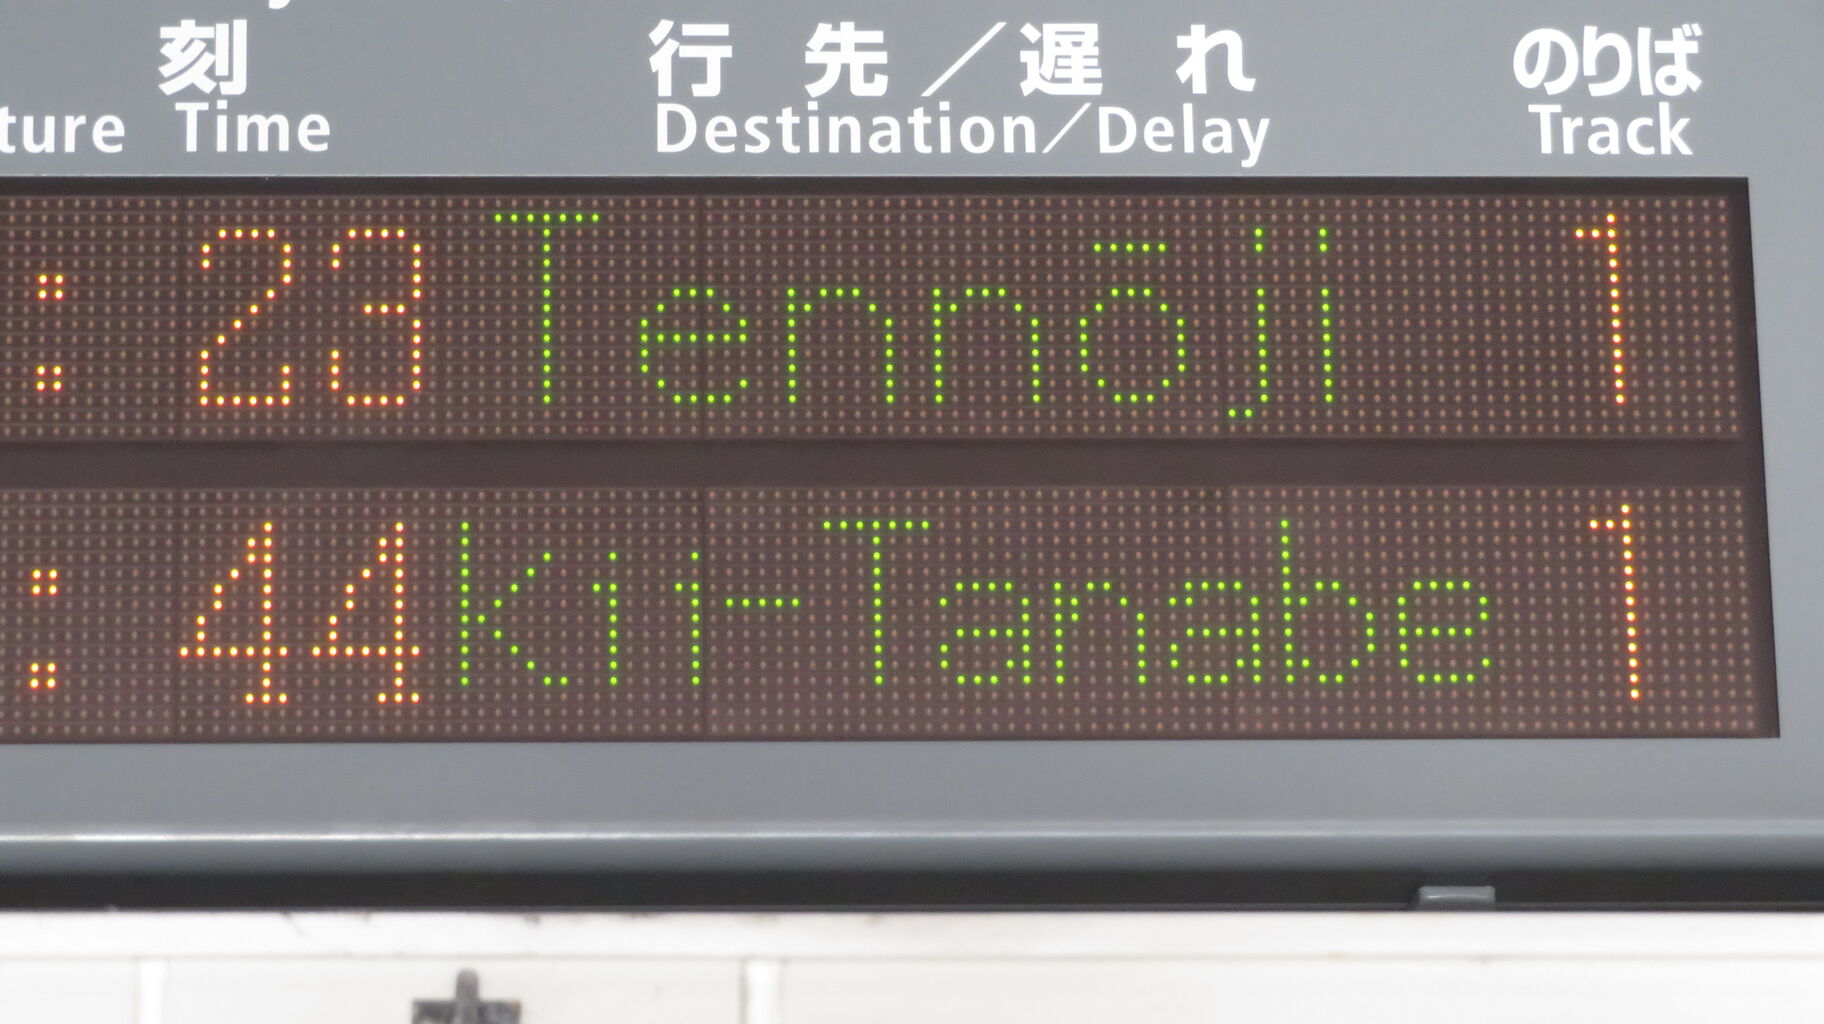 刻 行先／遅れ のりば
ture Time Destination／Delay Track
:23 Tennōji 1
:44 Kii-Tanabe 1